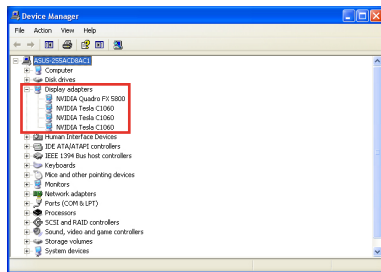 Device Manager
File Action View Help
ASUS-255ACD8AC1
Computer
Disk drives
Display adapters
NVIDIA Quadro FX 5800
NVIDIA Tesla C1060
NVIDIA Tesla C1060
NVIDIA Tesla C1060
Human Interface Devices
IDE ATA/ATAPI controllers
IEEE 1394 Bus host controllers
Keyboards
Mice and other pointing devices
Monitors
Network adapters
Ports (COM & LPT)
Processors
SCSI and RAID controllers
Sound, video and game controllers
Storage volumes
System devices